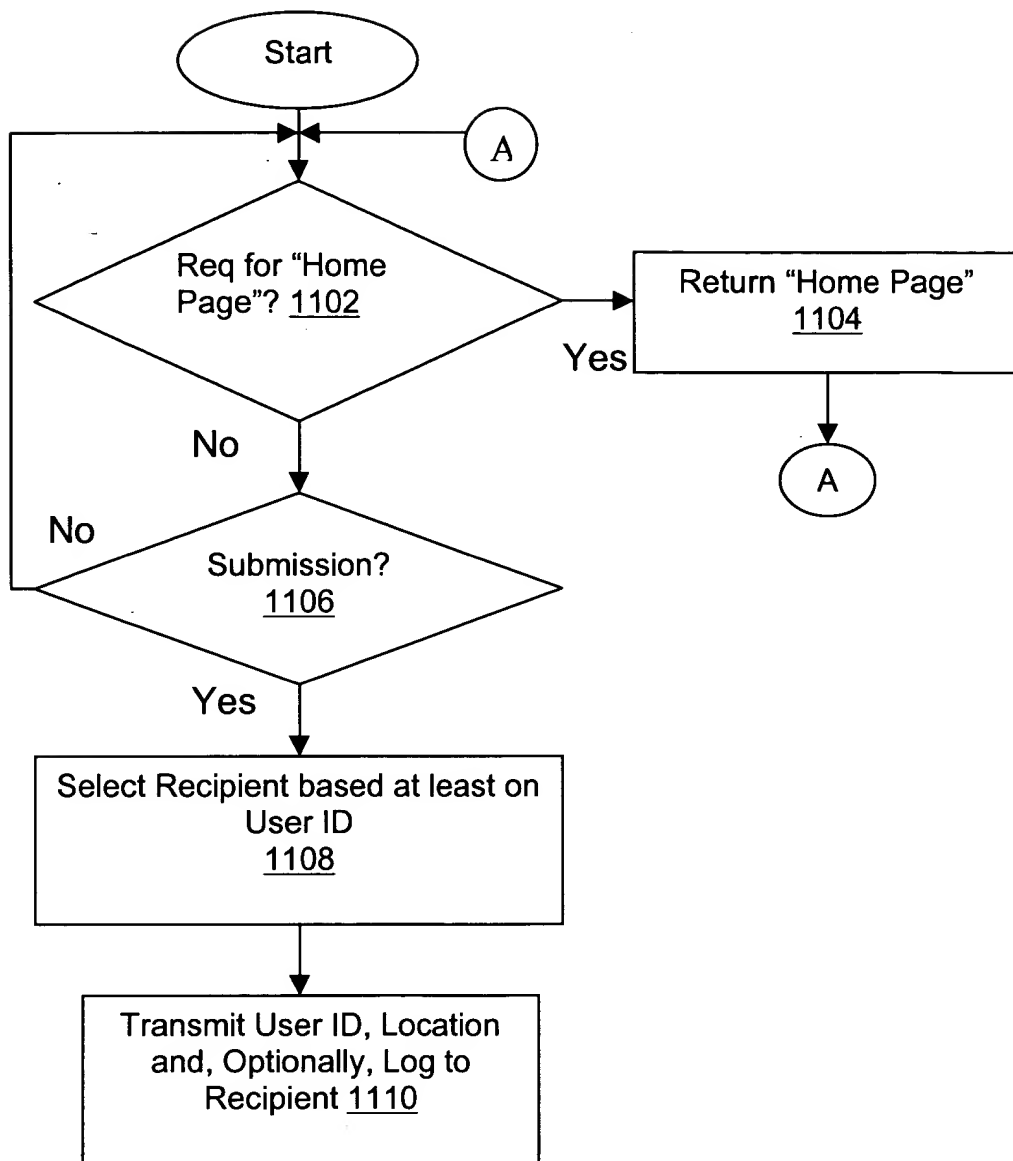 Start
A
Req for “Home
Page”? 1102
Return “Home Page”
1104
Yes
No
A
No
Submission?
1106
Yes
Select Recipient based at least on
User ID
1108
Transmit User ID, Location
and, Optionally, Log to
Recipient 1110